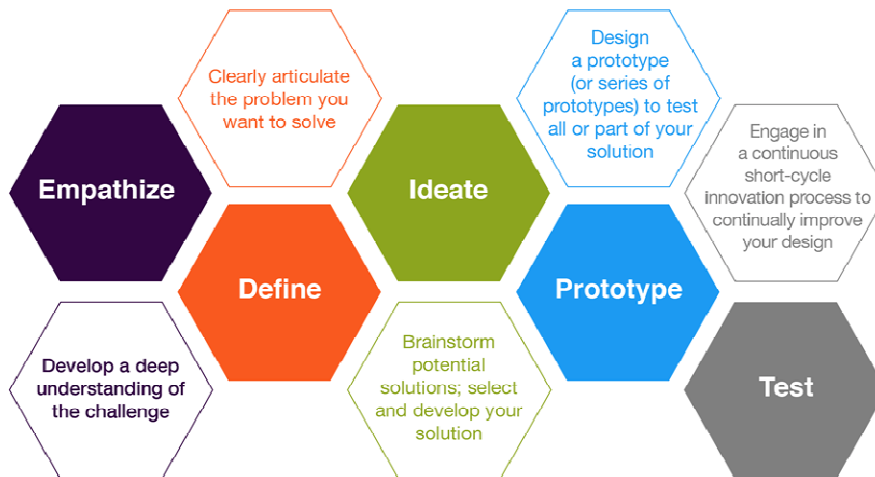 Empathize
Develop a deep
understanding of
the challenge
Clearly articulate
the problem you
want to solve
Define
Ideate
Brainstorm
potential
solutions; select
and develop your
solution
Design
a prototype
(or series of
prototypes) to test
all or part of your
solution
Prototype
Engage in
a continuous
short-cycle
innovation process to
continually improve
your design
Test